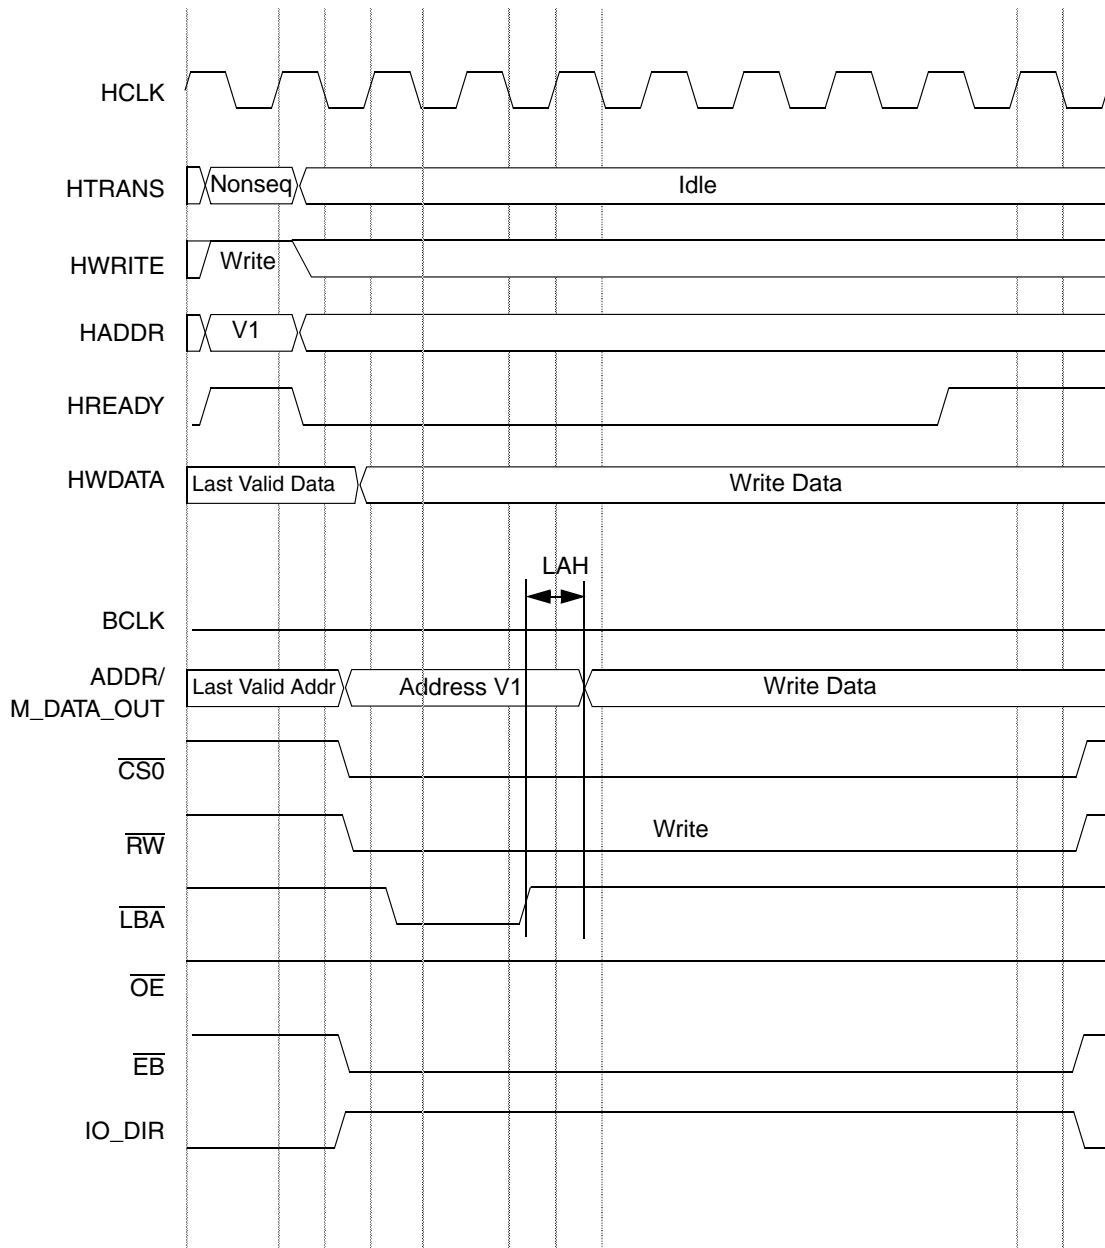 HCLK
HTRANS Nonseq Idle
HWRITE Write
HADDR V1
HREADY
HWDATA Last Valid Data Write Data
LAH
BCLK
ADDR/
M_DATA_OUT Last Valid Addr Address V1 Write Data
CS0
RW Write
LBA
OE
EB
IO_DIR